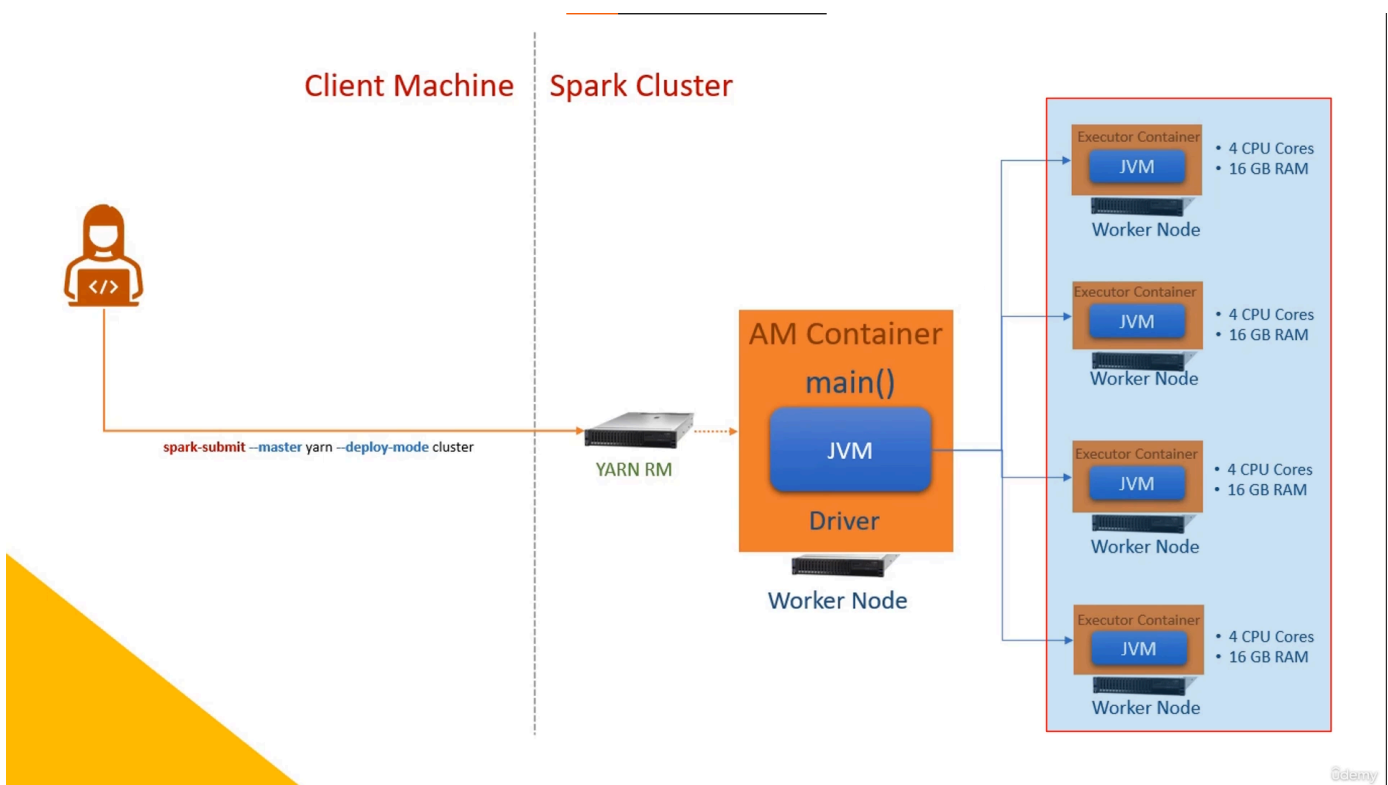 Client Machine
Spark Cluster
</>
spark-submit --master yarn --deploy-mode cluster
YARN RM
AM Container
main()
JVM
Driver
Worker Node
Executor Container
JVM
• 4 CPU Cores
• 16 GB RAM
Worker Node
Executor Container
JVM
• 4 CPU Cores
• 16 GB RAM
Worker Node
Executor Container
JVM
• 4 CPU Cores
• 16 GB RAM
Worker Node
Executor Container
JVM
• 4 CPU Cores
• 16 GB RAM
Worker Node
ûdemy